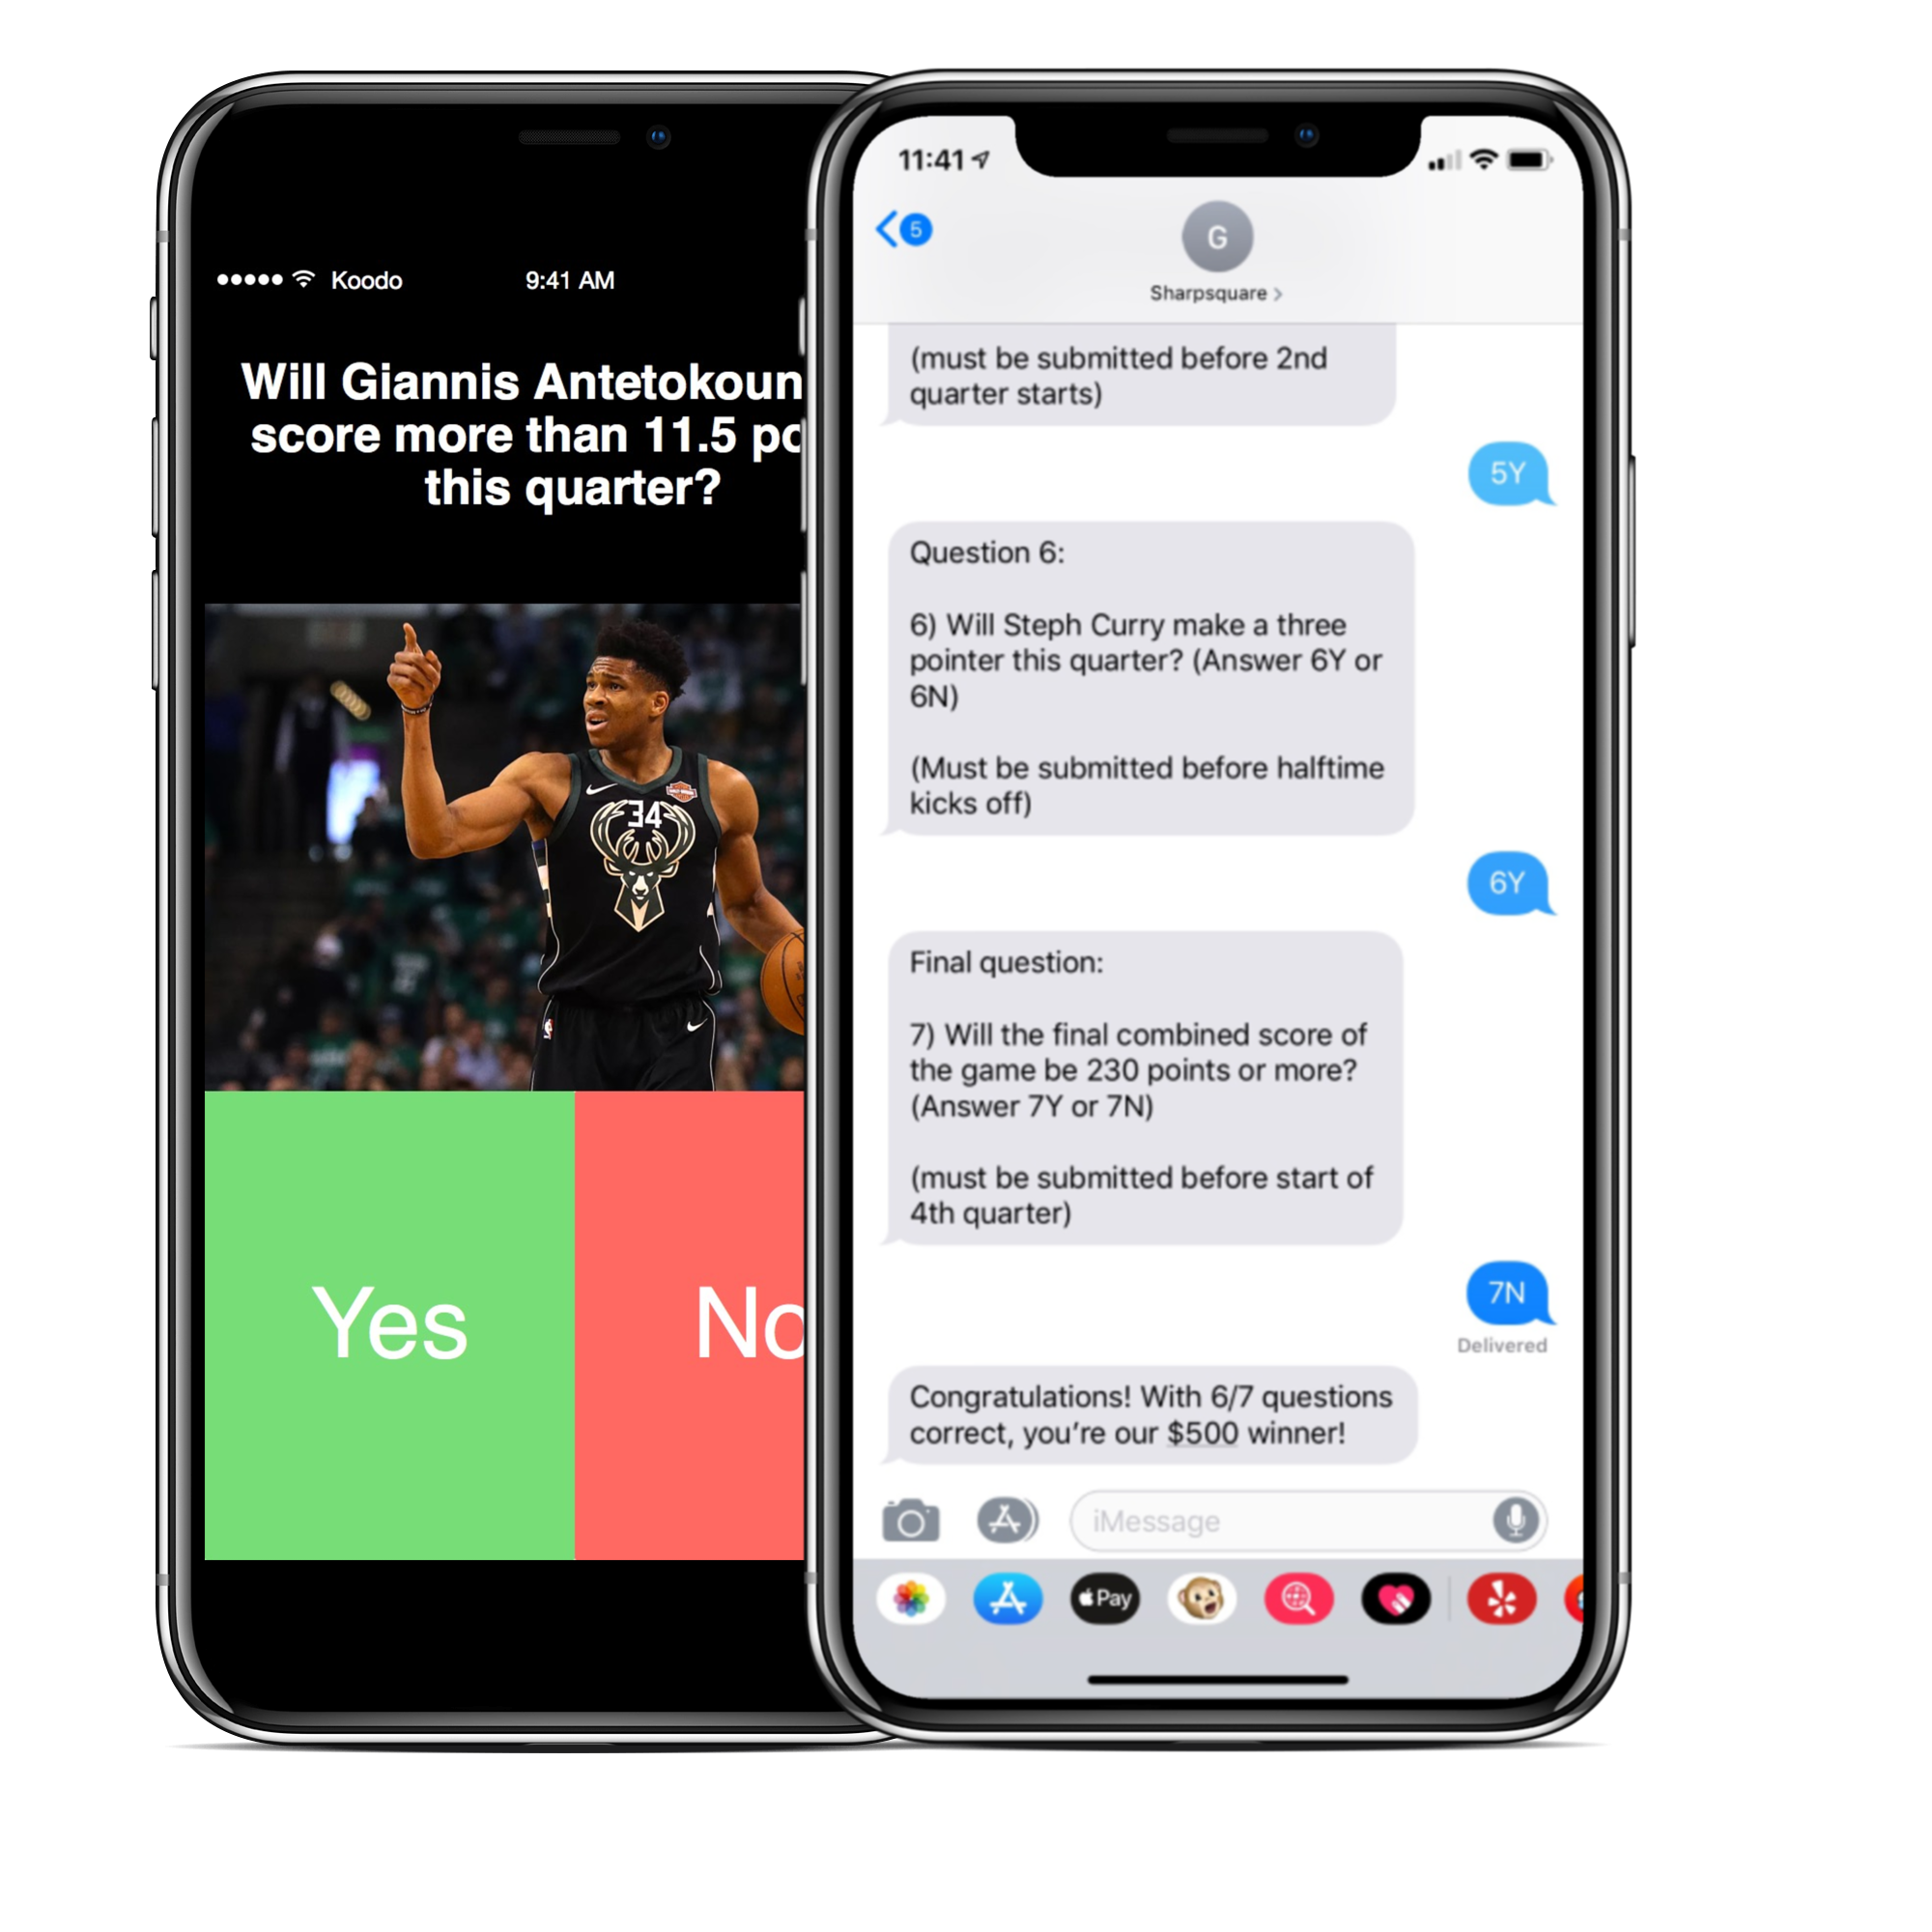 Koodo 9:41 AM
Will Giannis Antetokoun
score more than 11.5 po
this quarter?
34
Yes
No
11:41
5
G
Sharpsquare
(must be submitted before 2nd
quarter starts)
5Y
Question 6:
6) Will Steph Curry make a three
pointer this quarter? (Answer 6Y or
6N)
(Must be submitted before halftime
kicks off)
6Y
Final question:
7) Will the final combined score of
the game be 230 points or more?
(Answer 7Y or 7N)
(must be submitted before start of
4th quarter)
7N
Delivered
Congratulations! With 6/7 questions
correct, you’re our $500 winner!
iMessage
Pay